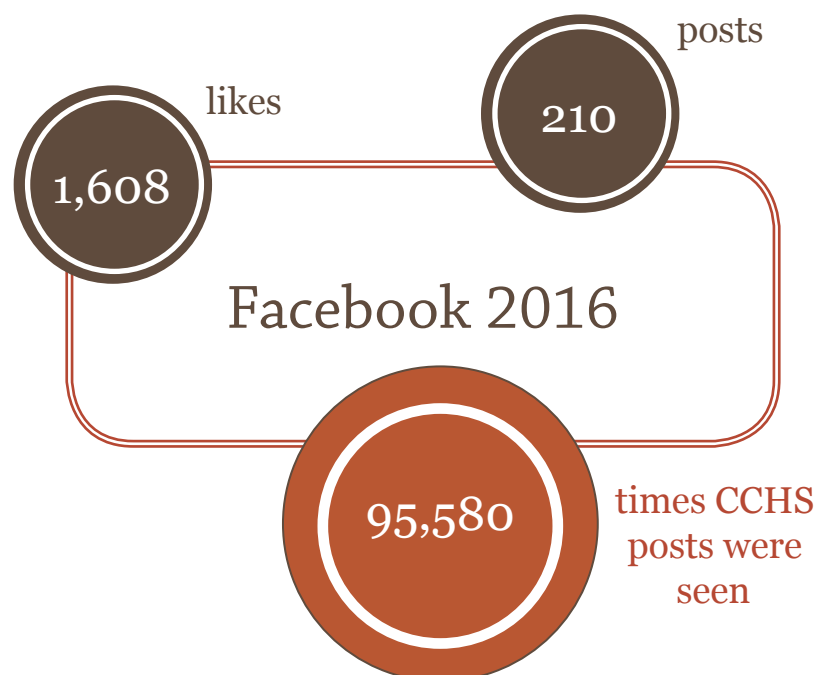 posts
likes
210
1,608
Facebook 2016
95,580
times CCHS
posts were
seen